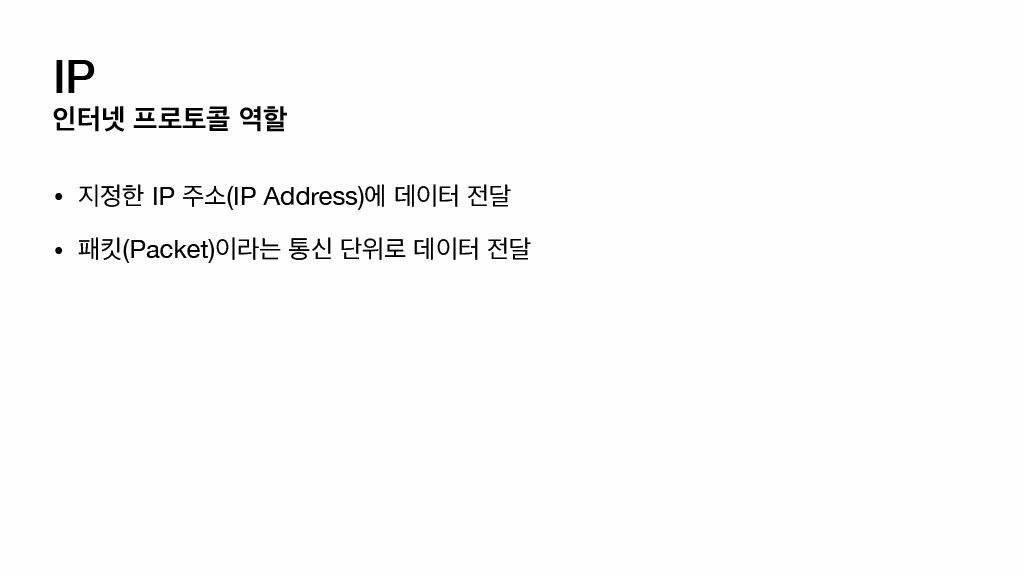 IP
인터넷 프로토콜 역할
• 지정한 IP 주소(IP Address)에 데이터 전달
• 패킷(Packet)이라는 통신 단위로 데이터 전달